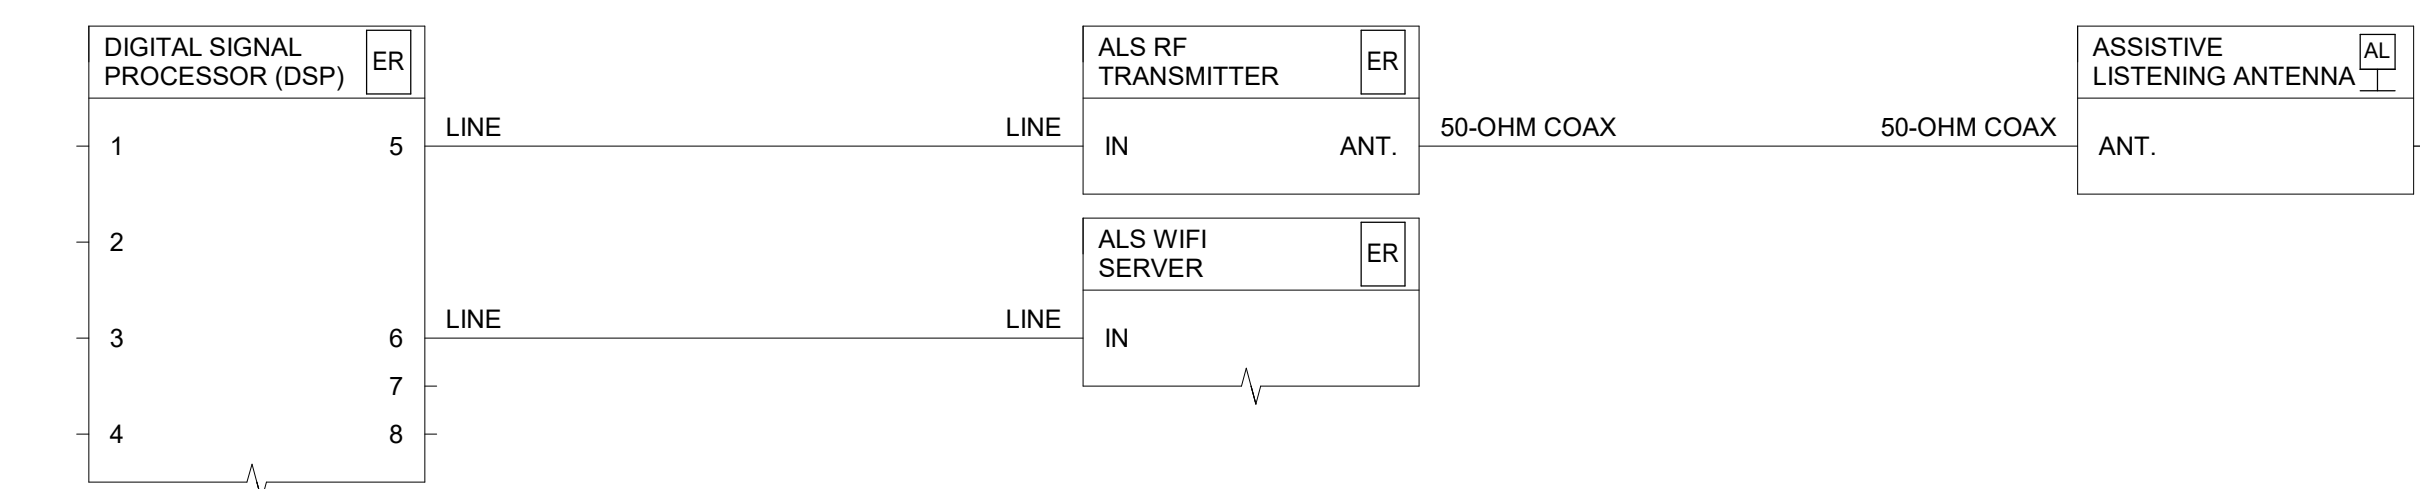 DIGITAL SIGNAL
PROCESSOR (DSP)
ER
1
5
2
3
6
7
4
8
LINE
LINE
LINE
LINE
ALS RF
TRANSMITTER
ER
IN
ANT.
ALS WIFI
SERVER
ER
IN
50-OHM COAX
50-OHM COAX
ASSISTIVE
LISTENING ANTENNA
AL
ANT.